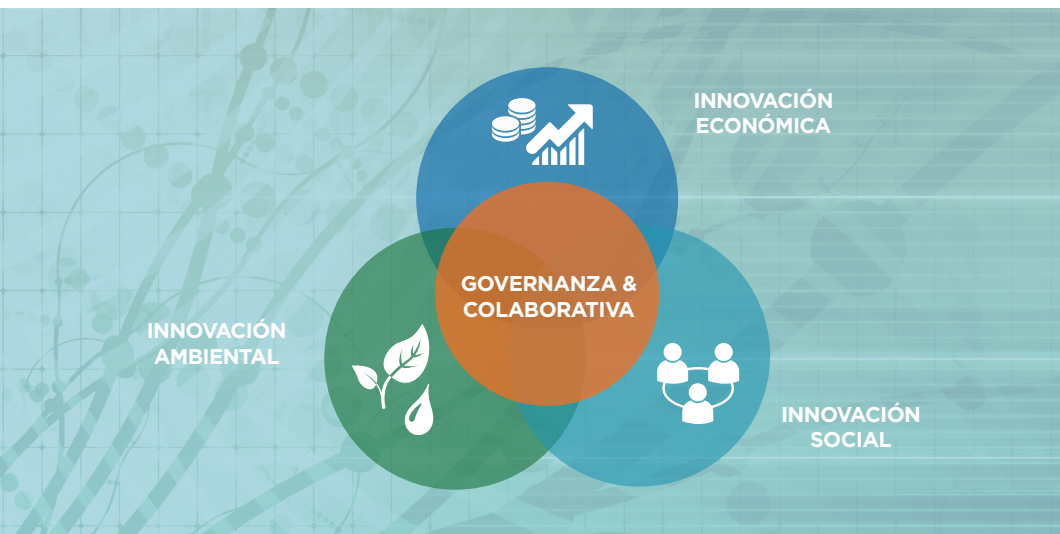 INNOVACIÓN
ECONÓMICA
GOVERNANZA &
COLABORATIVA
INNOVACIÓN
AMBIENTAL
INNOVACIÓN
SOCIAL